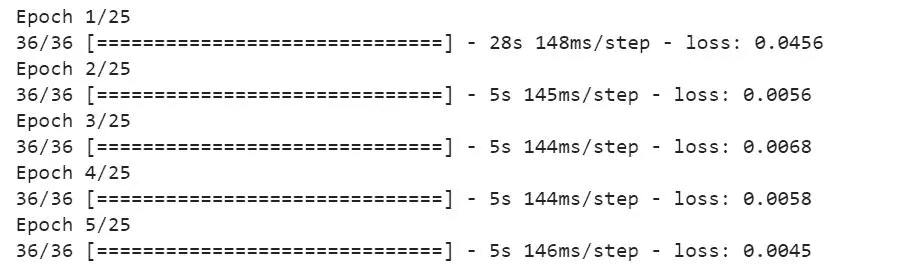 Epoch 1/25
36/36 [==============================] - 28s 148ms/step - loss: 0.0456
Epoch 2/25
36/36 [==============================] - 5s 145ms/step - loss: 0.0056
Epoch 3/25
36/36 [==============================] - 5s 144ms/step - loss: 0.0068
Epoch 4/25
36/36 [==============================] - 5s 144ms/step - loss: 0.0058
Epoch 5/25
36/36 [==============================] - 5s 146ms/step - loss: 0.0045